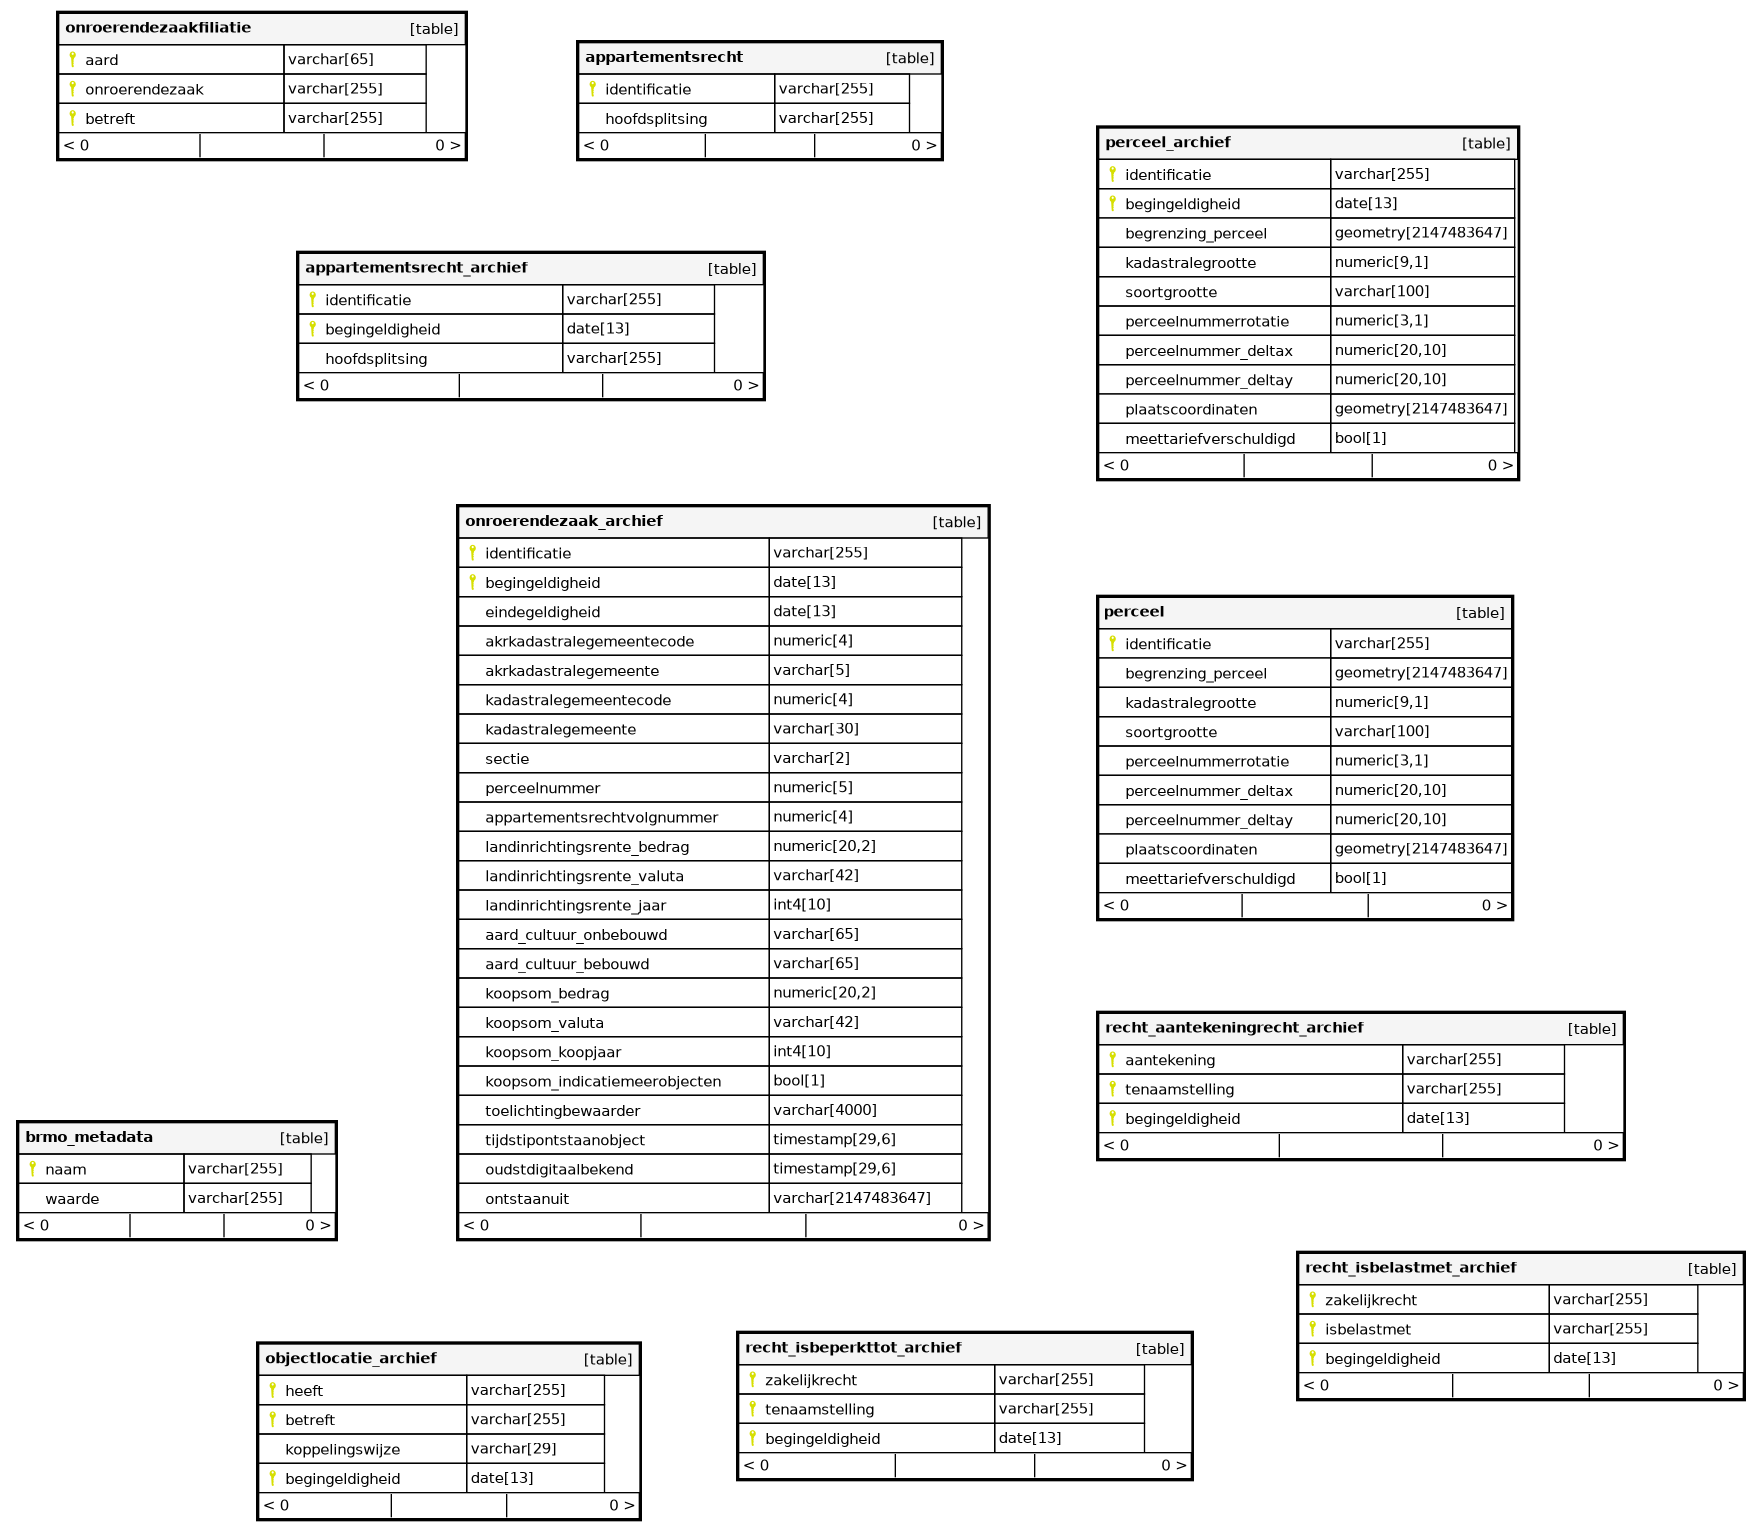 onroerendezaakfiliatie [table]
aard varchar[65]
onroerendezaak varchar[255]
betreft varchar[255]
< 0 0 >
appartementsrecht [table]
identificatie varchar[255]
hoofdsplitsing varchar[255]
< 0 0 >
perceel_archief [table]
identificatie varchar[255]
begingeldigheid date[13]
begrenzing_perceel geometry[2147483647]
kadastralegrootte numeric[9,1]
soortgrootte varchar[100]
perceelnummerrotatie numeric[3,1]
perceelnummer_deltax numeric[20,10]
perceelnummer_deltay numeric[20,10]
plaatscoordinaten geometry[2147483647]
meettariefverschuldigd bool[1]
< 0 0 >
appartementsrecht_archief [table]
identificatie varchar[255]
begingeldigheid date[13]
hoofdsplitsing varchar[255]
< 0 0 >
onroerendezaak_archief [table]
identificatie varchar[255]
begingeldigheid date[13]
eindegeldigheid date[13]
akrkadastralegemeentecode numeric[4]
akrkadastralegemeente varchar[5]
kadastralegemeentecode numeric[4]
kadastralegemeente varchar[30]
sectie varchar[2]
perceelnummer numeric[5]
appartementsrechtvolgnummer numeric[4]
landinrichtingsrente_bedrag numeric[20,2]
landinrichtingsrente_valuta varchar[42]
landinrichtingsrente_jaar int4[10]
aard_cultuur_onbebouwd varchar[65]
aard_cultuur_bebouwd varchar[65]
koopsom_bedrag numeric[20,2]
koopsom_valuta varchar[42]
koopsom_koopjaar int4[10]
koopsom_indicatiemeerobjecten bool[1]
toelichtingbewaarder varchar[4000]
tijdstipontstaanobject timestamp[29,6]
oudstdigitaalbekend timestamp[29,6]
ontstaanuit varchar[2147483647]
< 0 0 >
perceel [table]
identificatie varchar[255]
begrenzing_perceel geometry[2147483647]
kadastralegrootte numeric[9,1]
soortgrootte varchar[100]
perceelnummerrotatie numeric[3,1]
perceelnummer_deltax numeric[20,10]
perceelnummer_deltay numeric[20,10]
plaatscoordinaten geometry[2147483647]
meettariefverschuldigd bool[1]
< 0 0 >
recht_aantekeningrecht_archief [table]
aantekening varchar[255]
tenaamstelling varchar[255]
begingeldigheid date[13]
< 0 0 >
brmo_metadata [table]
naam varchar[255]
waarde varchar[255]
< 0 0 >
recht_isbelastmet_archief [table]
zakelijkrecht varchar[255]
isbelastmet varchar[255]
begingeldigheid date[13]
< 0 0 >
objectlocatie_archief [table]
heeft varchar[255]
betreft varchar[255]
koppelingswijze varchar[29]
begingeldigheid date[13]
< 0 0 >
recht_isbeperkttot_archief [table]
zakelijkrecht varchar[255]
tenaamstelling varchar[255]
begingeldigheid date[13]
< 0 0 >